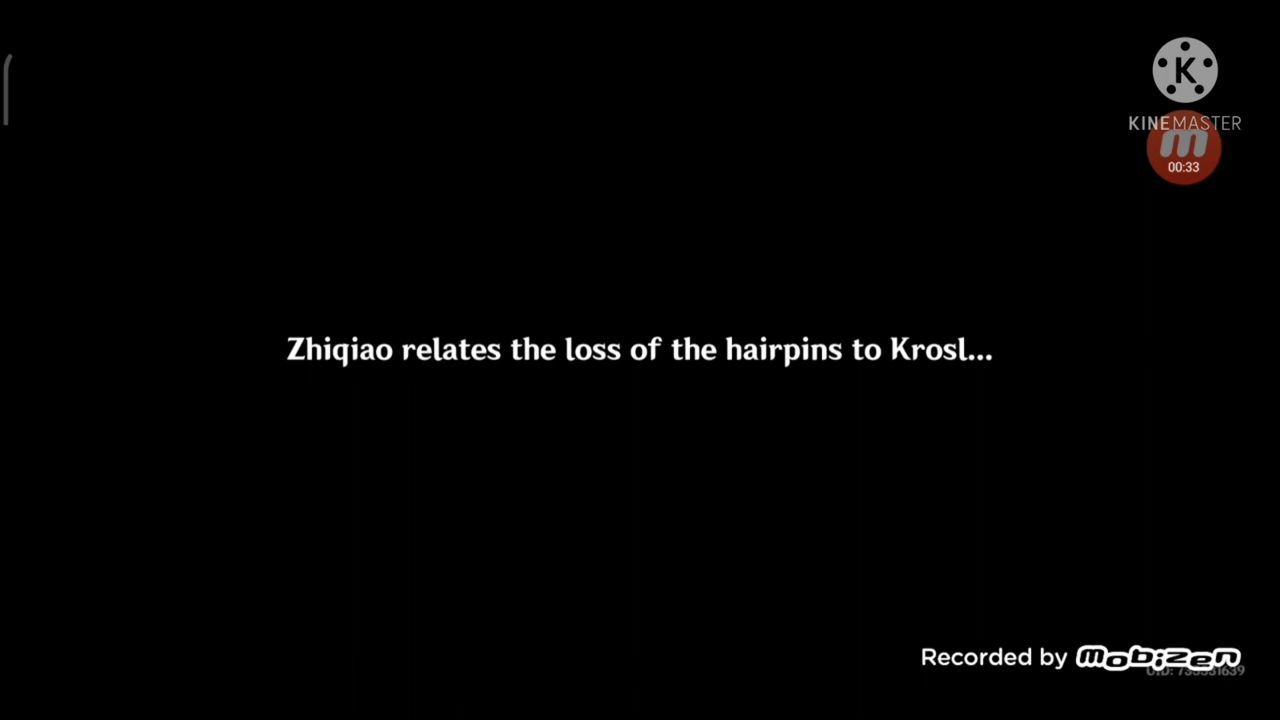 KINEMASTER
00:33
Zhiqiao relates the loss of the hairpins to Krosl...
Recorded by mobizen